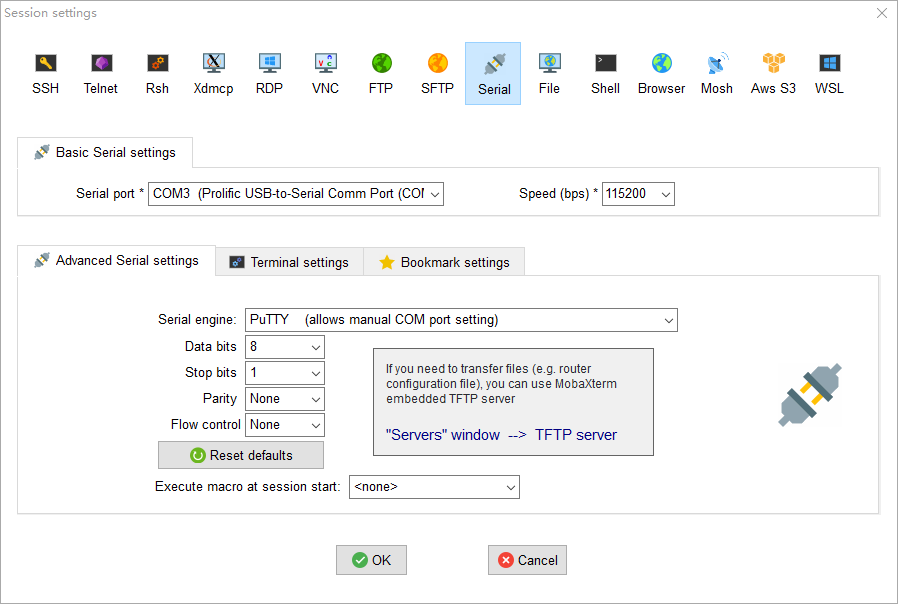 Session settings
SSH Telnet Rsh Xdmcp RDP VNC FTP SFTP Serial File Shell Browser Mosh Aws S3 WSL
Basic Serial settings
Serial port * COM3 (Prolific USB-to-Serial Comm Port (COM Speed (bps) * 115200
Advanced Serial settings Terminal settings Bookmark settings
Serial engine: PuTTY (allows manual COM port setting)
Data bits 8
Stop bits 1
Parity None
Flow control None
If you need to transfer files (e.g. router
configuration file), you can use MobaXterm
embedded TFTP server
"Servers" window --> TFTP server
Reset defaults
Execute macro at session start: <none>
OK Cancel